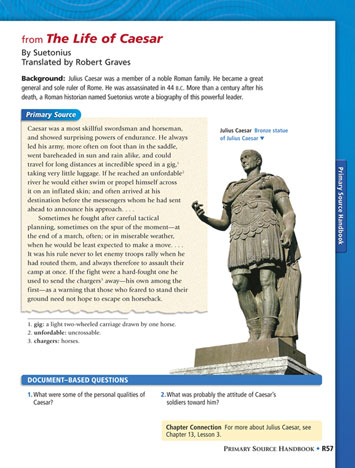 from The Life of Caesar
By Suetonius
Translated by Robert Graves
Background: Julius Caesar was a member of a noble Roman family. He became a great
general and sole ruler of Rome. He was assassinated in 44 B.C. More than a century after his
death, a Roman historian named Suetonius wrote a biography of this powerful leader.
Primary Source
Caesar was a most skillful swordsman and horseman,
and showed surprising powers of endurance. He always
led his army, more often on foot than in the saddle,
went bareheaded in sun and rain alike, and could
travel for long distances at incredible speed in a gig,1
taking very little luggage. If he reached an unfordable2
river he would either swim or propel himself across
it on an inflated skin; and often arrived at his
destination before the messengers whom he had sent
ahead to announce his approach. . . .
Sometimes he fought after careful tactical
planning, sometimes on the spur of the moment—at
the end of a march, often; or in miserable weather,
when he would be least expected to make a move. . . .
It was his rule never to let enemy troops rally when he
had routed them, and always therefore to assault their
camp at once. If the fight were a hard-fought one he
used to send the chargers3 away—his own among the
first—as a warning that those who feared to stand their
ground need not hope to escape on horseback.
1. gig: a light two-wheeled carriage drawn by one horse.
2. unfordable: uncrossable.
3. chargers: horses.
Julius Caesar Bronze statue
of Julius Caesar ▼
Primary Source Handbook
DOCUMENT–BASED QUESTIONS
1. What were some of the personal qualities of
Caesar?
2. What was probably the attitude of Caesar's
soldiers toward him?
Chapter Connection For more about Julius Caesar, see
Chapter 13, Lesson 3.
PRIMARY SOURCE HANDBOOK • R57